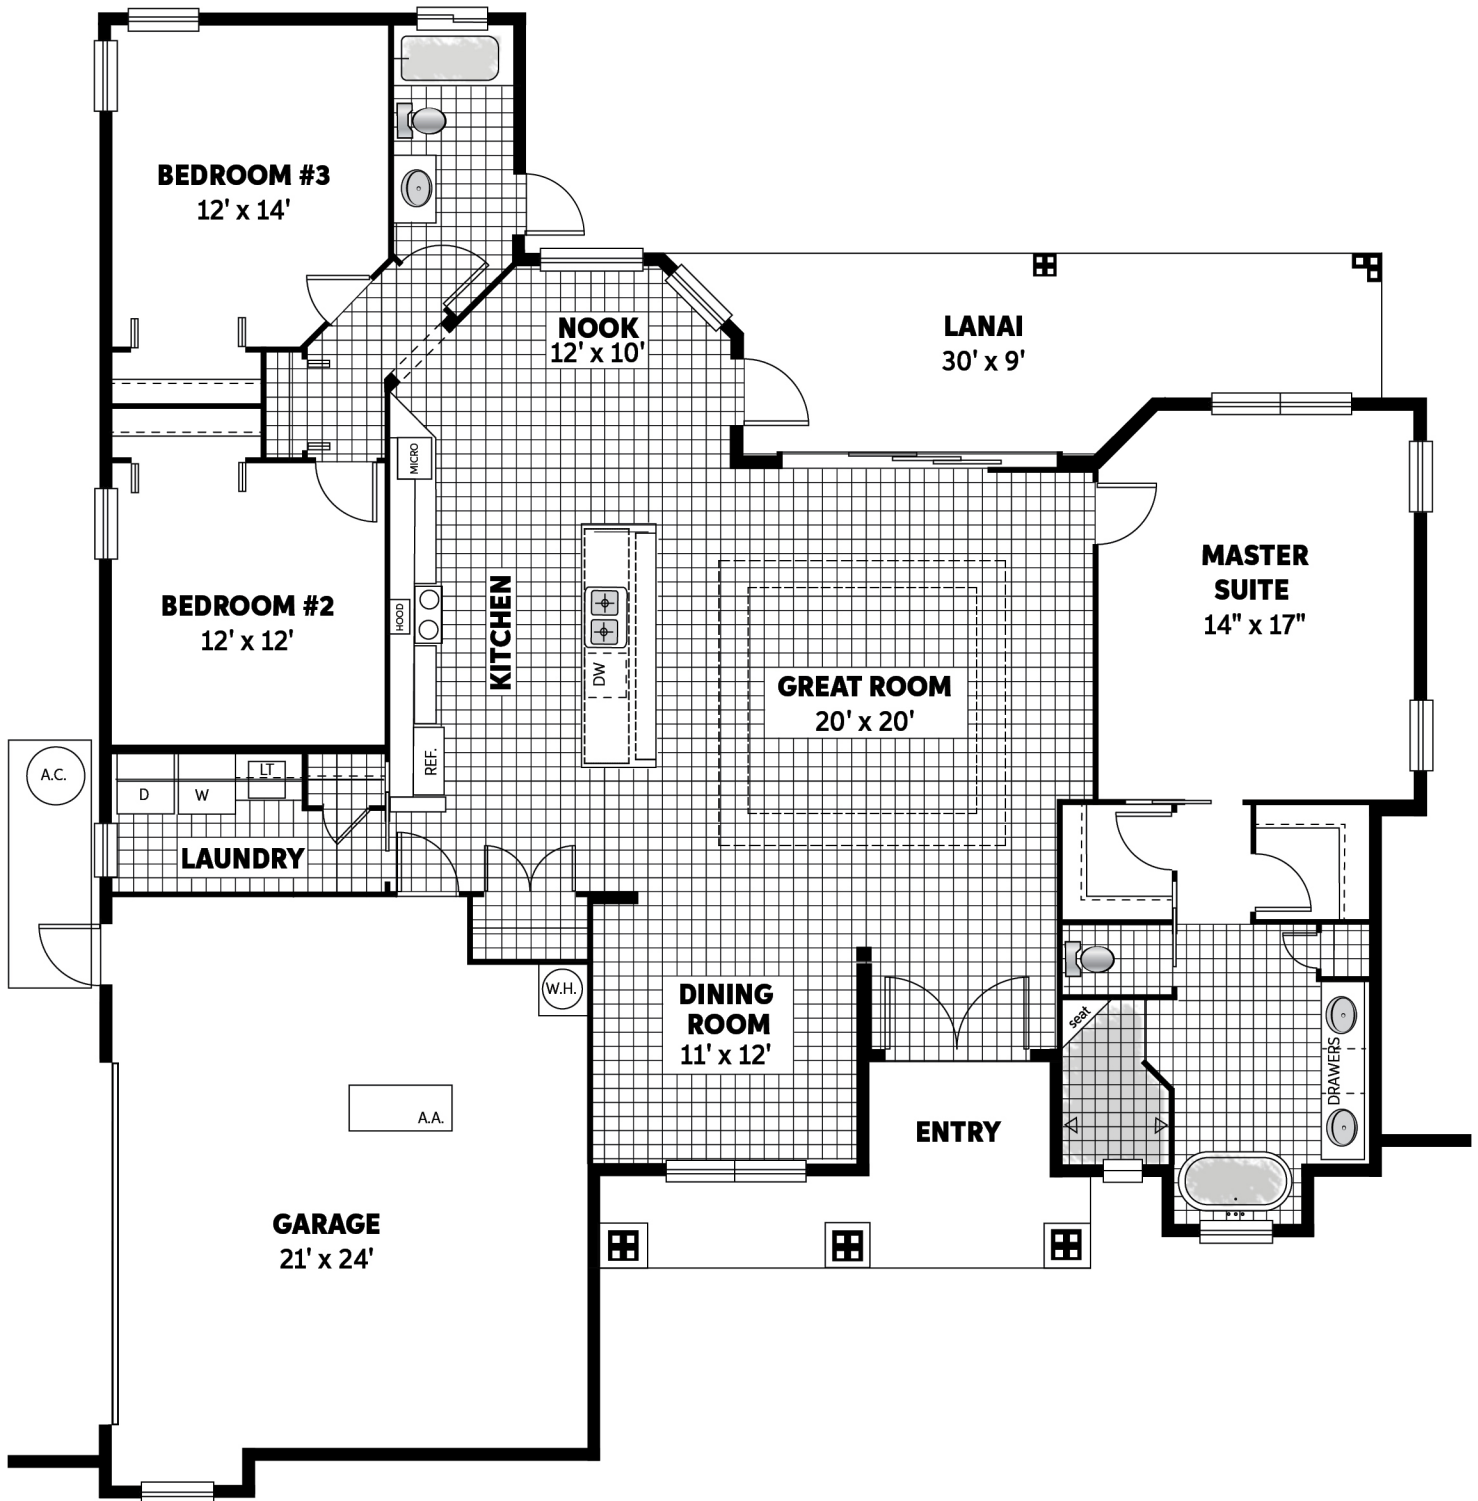 BEDROOM #3
12' x 14'
NOOK
12' x 10'
LANAI
30' x 9'
MICRO
MASTER
SUITE
14" x 17"
BEDROOM #2
12' x 12'
HOOD
KITCHEN
DW
GREAT ROOM
20' x 20'
REF.
A.C.
D
W
LT
LAUNDRY
W.H.
DINING
ROOM
11' x 12'
seat
DRAWERS
A.A.
ENTRY
GARAGE
21' x 24'